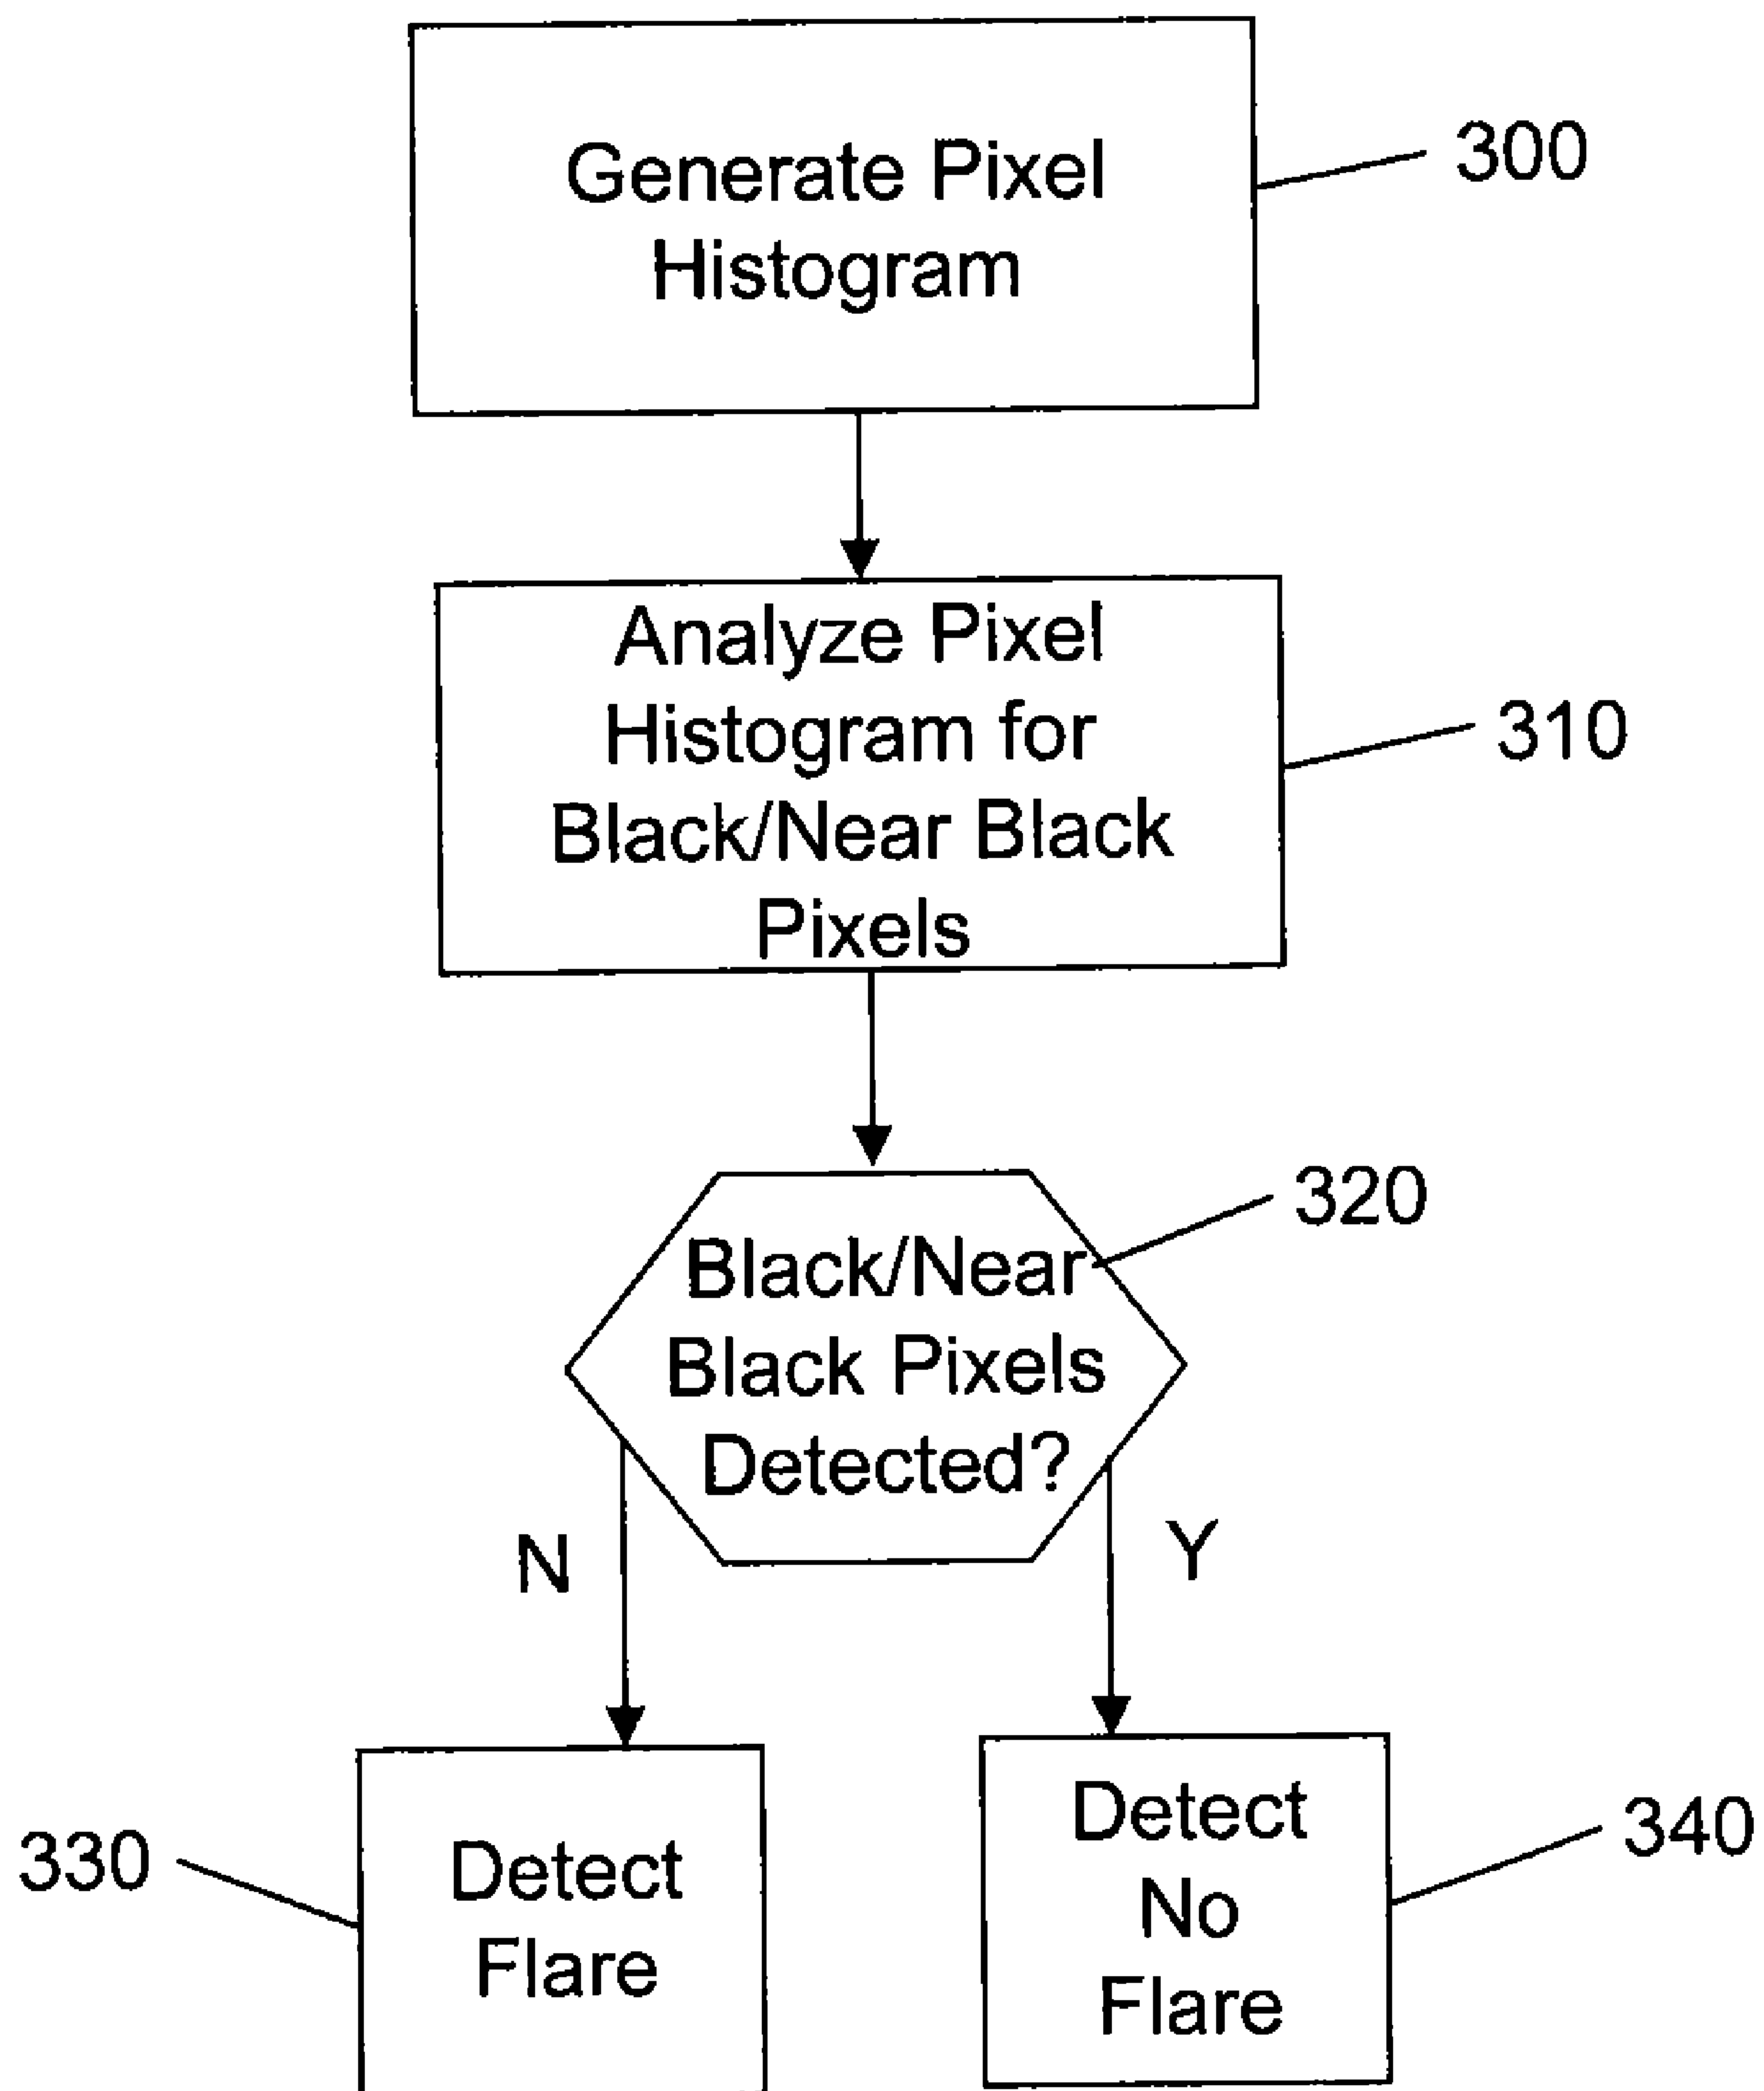 Generate Pixel
Histogram
300
Analyze Pixel
Histogram for
Black/Near Black
Pixels
310
Black/Near
Black Pixels
Detected?
320
N
Y
Detect
Flare
330
Detect
No
Flare
340